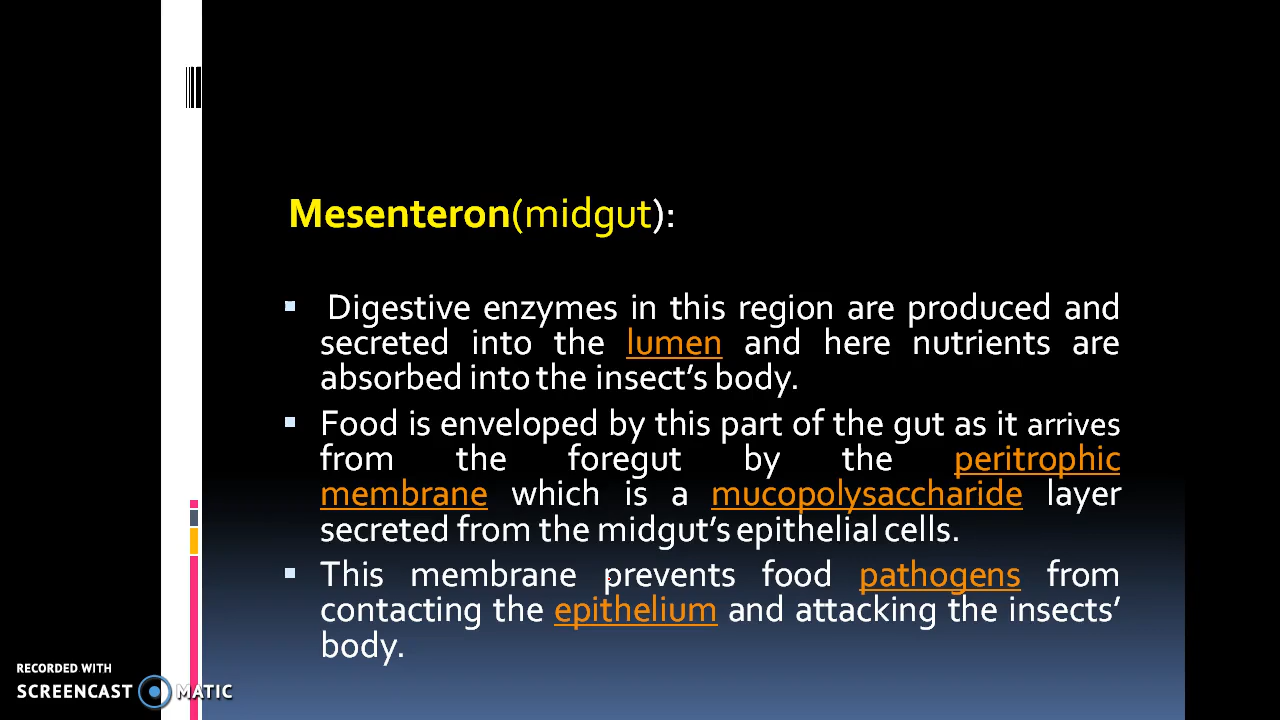 Mesenteron(midgut):
Digestive enzymes in this region are produced and
secreted into the lumen and here nutrients are
absorbed into the insect's body.
Food is enveloped by this part of the gut as it arrives
from the foregut by the peritrophic
membrane which is a mucopolysaccharide layer
secreted from the midgut's epithelial cells.
This membrane prevents food pathogens from
contacting the epithelium and attacking the insects'
body.
RECORDED WITH
SCREENCAST MATIC